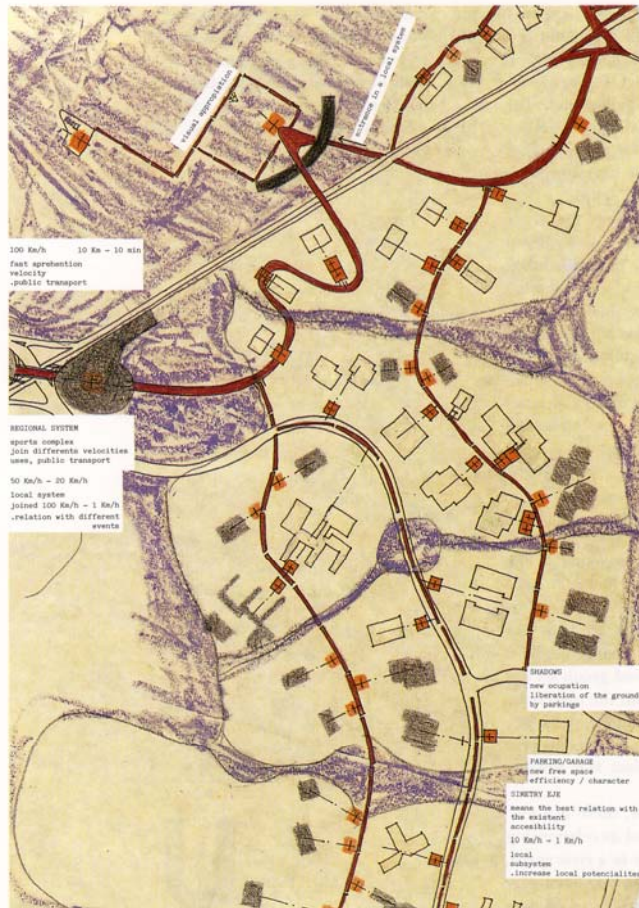 visual appropiation
entrance in a local system
100 Km/h 10 Km - 10 min
fast aprehention
velocity
.public transport
REGIONAL SYSTEM
sports complex
join differents velocities
uses, public transport
50 Km/h - 20 Km/h
local system
joined 100 Km/h - 1 Km/h
.relation with different
events
SHADOWS
new ocupation
liberation of the ground
by parkings
PARKING/GARAGE
new free space
efficiency / character
SIMETRY EJE
means the best relation with
the existent
accesibility
10 Km/h - 1 Km/h
local
subsystem
.increase local potencialites